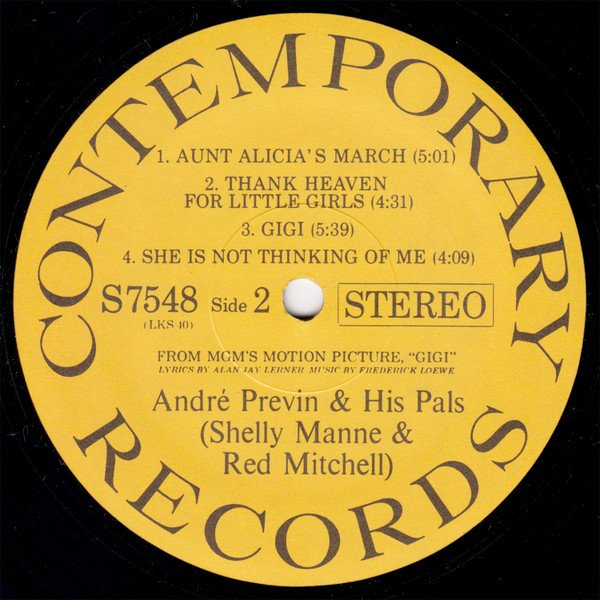 CONTEMPORARY
1. AUNT ALICIA'S MARCH (5:01)
2. THANK HEAVEN
FOR LITTLE GIRLS (4:31)
3. GIGI (5:39)
4. SHE IS NOT THINKING OF ME (4:09)
S7548 Side 2 STEREO
(LKS 40)
FROM MGM'S MOTION PICTURE, "GIGI"
LYRICS BY ALAN JAY LERNER, MUSIC BY FREDERICK LOEWE
André Previn & His Pals
(Shelly Manne &
Red Mitchell)
RECORDS